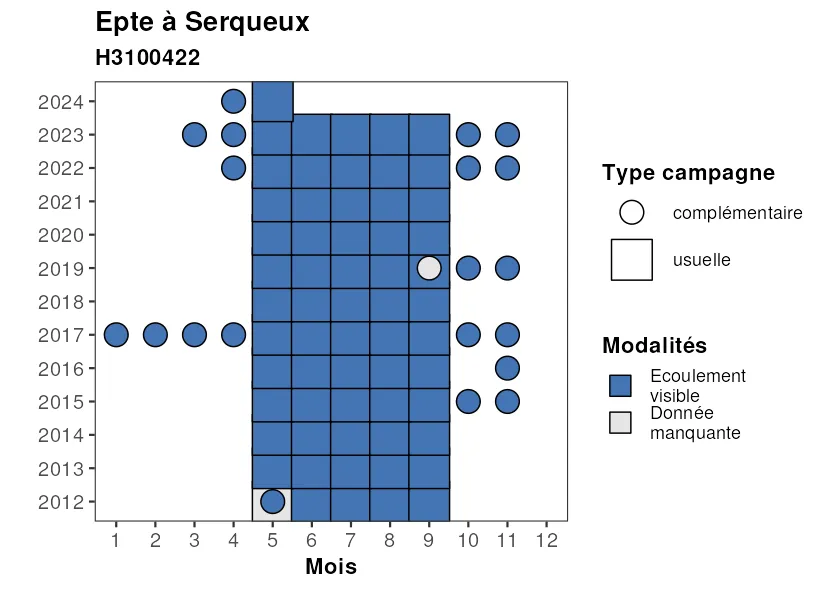 Epte à Serqueux
H3100422
2024
2023
2022
2021
2020
2019
2018
2017
2016
2015
2014
2013
2012
1 2 3 4 5 6 7 8 9 10 11 12
Mois
Type campagne
complémentaire
usuelle
Modalités
Ecoulement
visible
Donnée
manquante